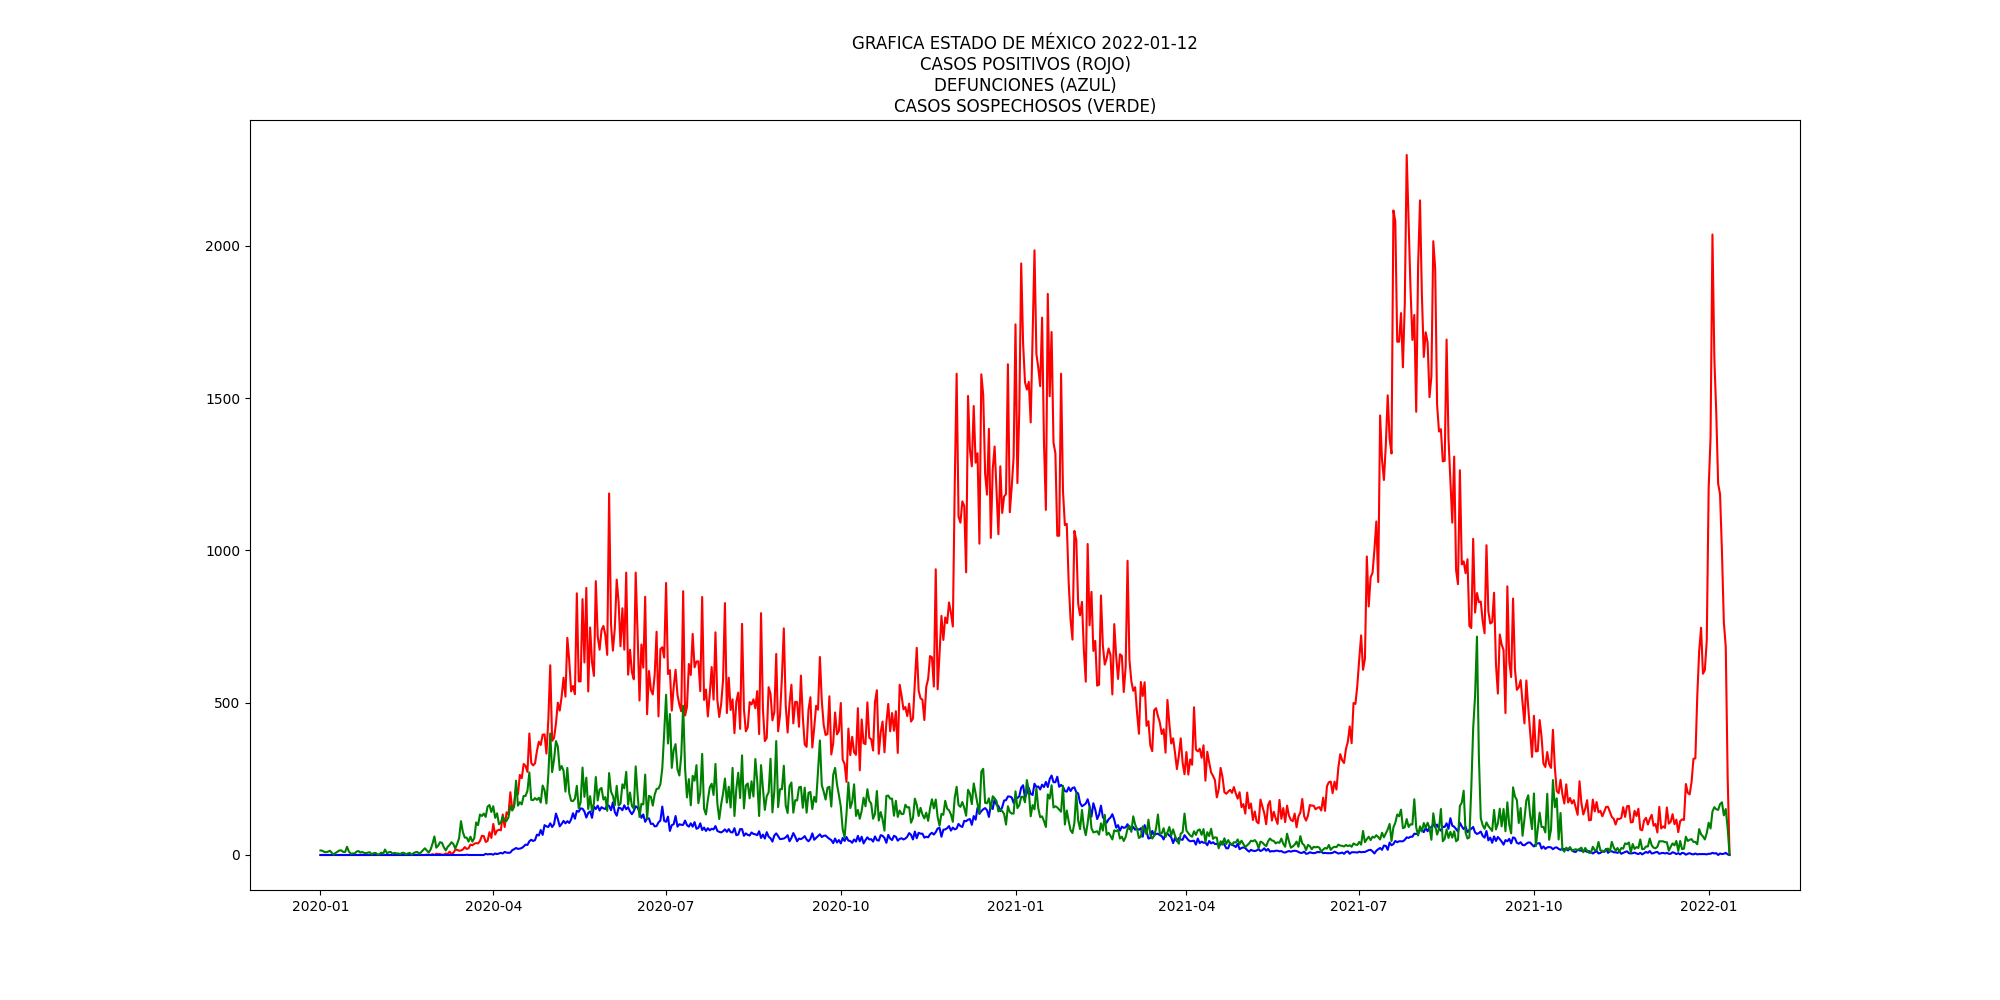 GRAFICA ESTADO DE MÉXICO 2022-01-12
CASOS POSITIVOS (ROJO)
DEFUNCIONES (AZUL)
CASOS SOSPECHOSOS (VERDE)
2000
1500
1000
500
0
2020-01 2020-04 2020-07 2020-10 2021-01 2021-04 2021-07 2021-10 2022-01